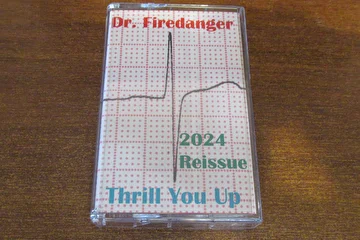 Dr. Firedanger
2024
Reissue
Thrill You Up